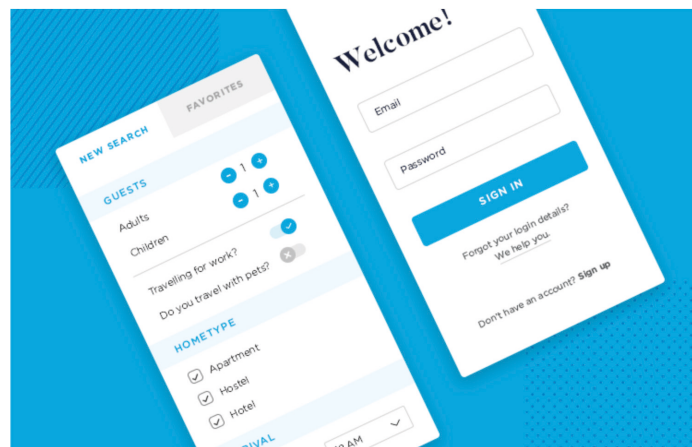 NEW SEARCH
FAVORITES
GUESTS
Adults
- 1 +
Children
- 1 +
Travelling for work?
Do you travel with pets?
HOMETYPE
Apartment
Hostel
Hotel
Welcome!
Email
Password
SIGN IN
Forgot your login details?
We help you.
Don't have an account? Sign up